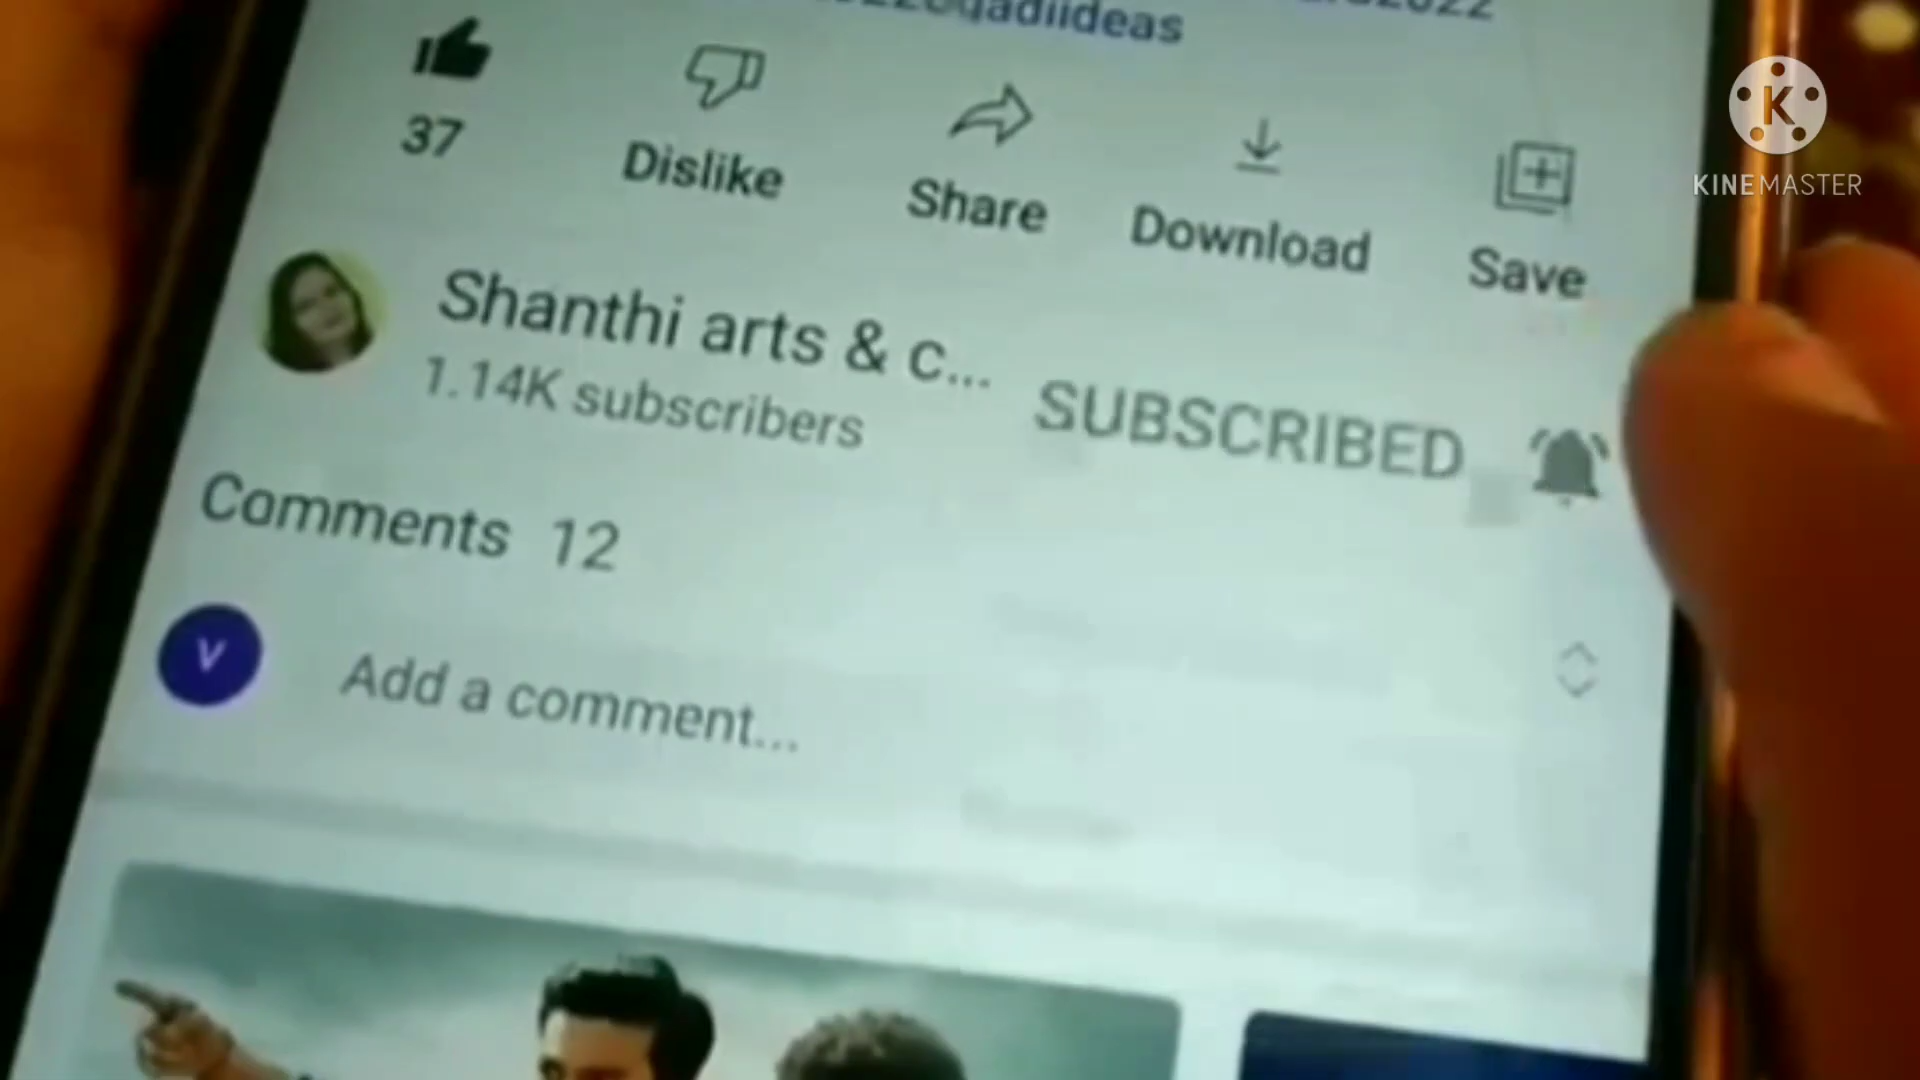 37
Dislike
Share
Download
Save
K
KINEMASTER
Shanthi arts & c...
1.14K subscribers
SUBSCRIBED
Comments 12
V
Add a comment...